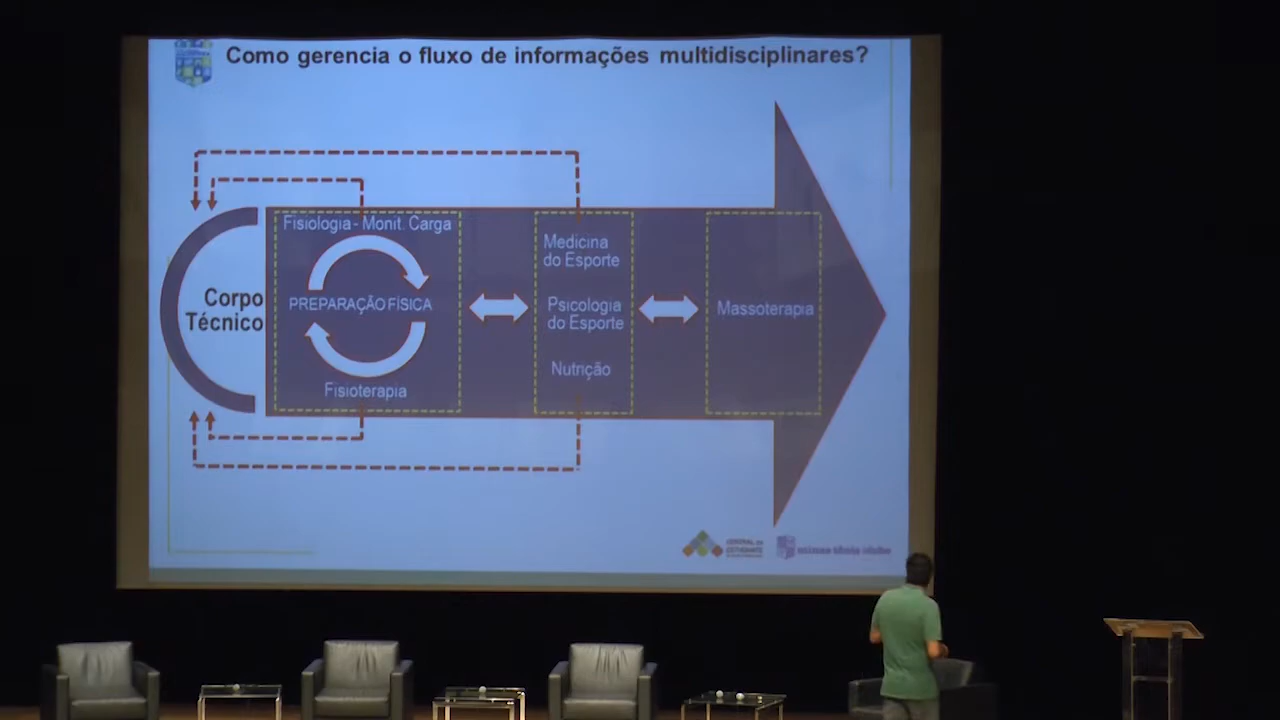 Como gerencia o fluxo de informações multidisciplinares?
Fisiologia - Monit. Carga
PREPARAÇÃO FÍSICA
Fisioterapia
Corpo
Técnico
Medicina
do Esporte
Psicologia
do Esporte
Nutrição
Massoterapia